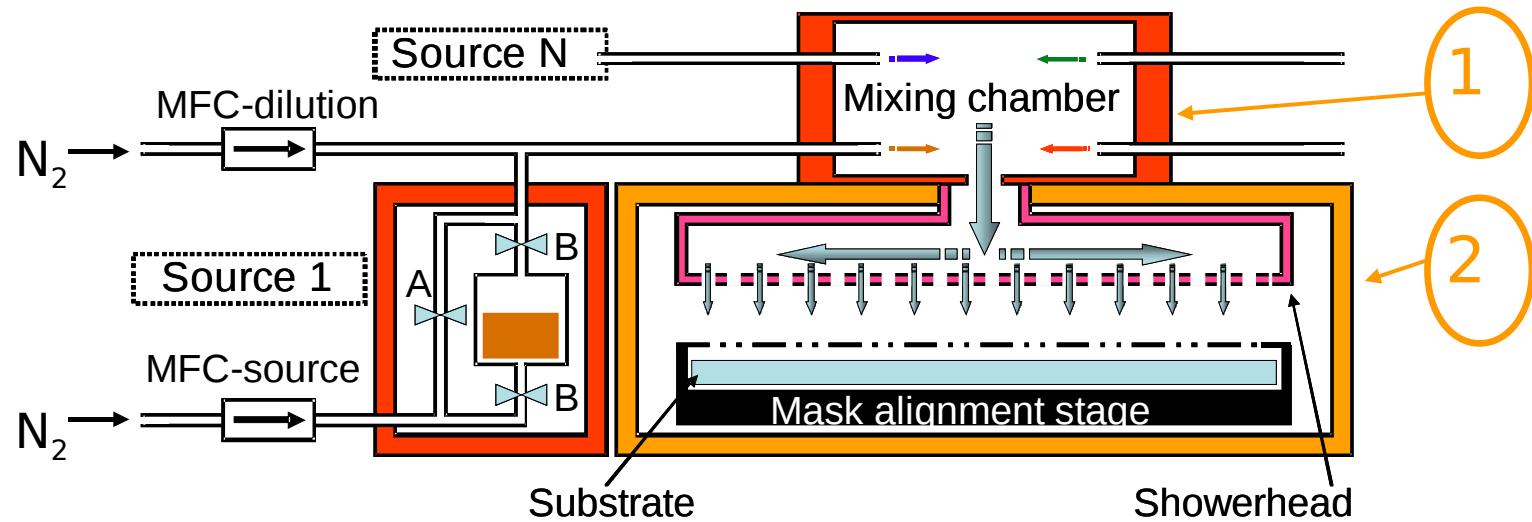 Source N
1
MFC-dilution
Mixing chamber
N2
B
2
Source 1
A
MFC-source
B
Mask alignment stage
N2
Substrate
Showerhead